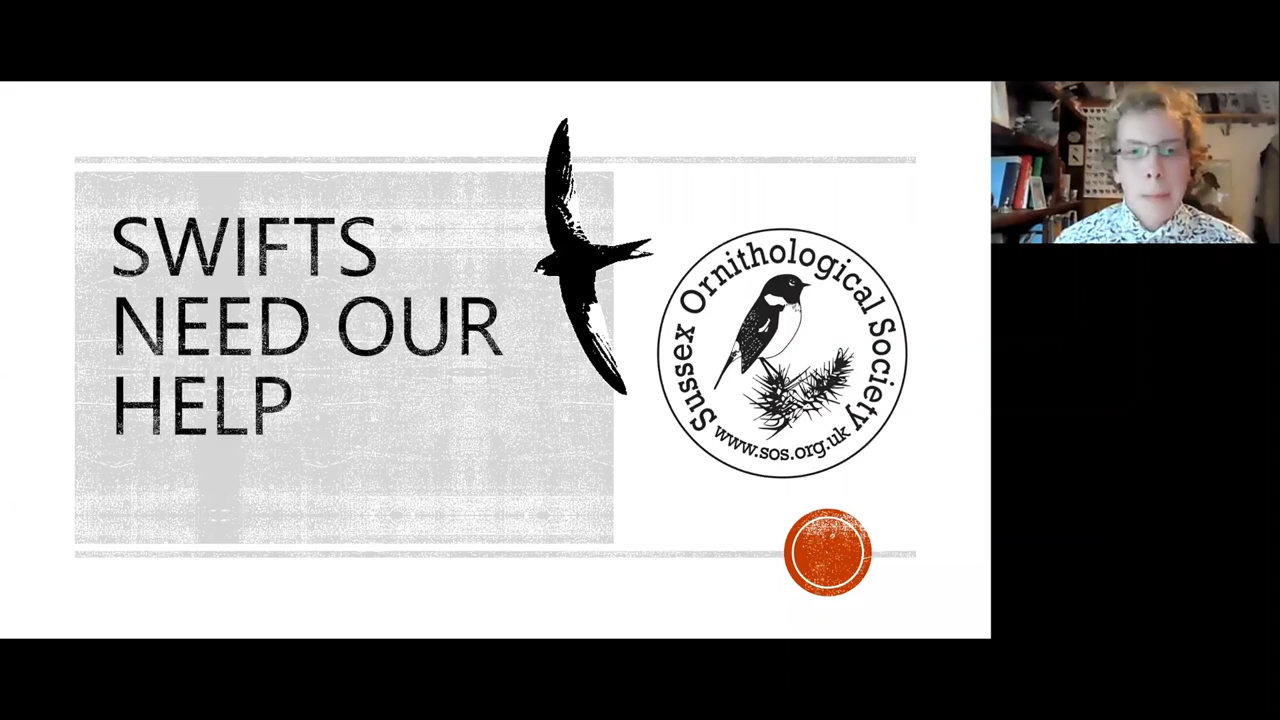 SWIFTS
NEED OUR
HELP
Sussex Ornithological Society
www.sos.org.uk